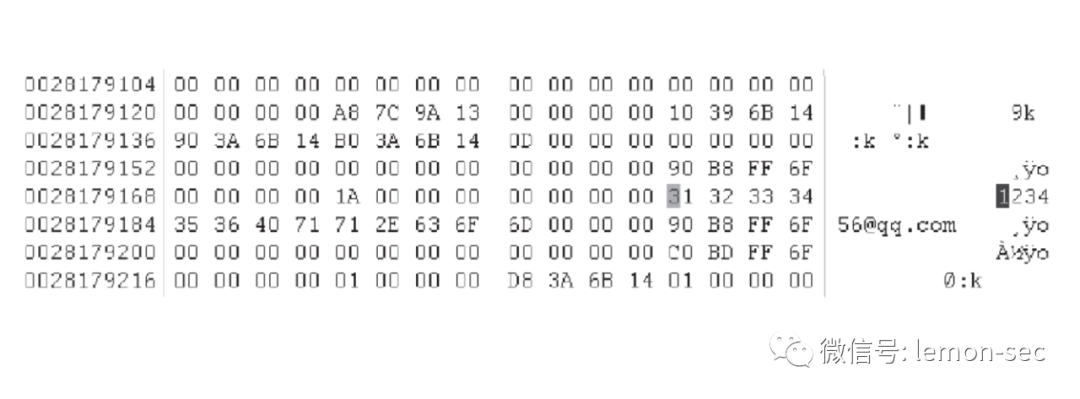 0028179104 00 00 00 00 00 00 00 00 00 00 00 00 00 00 00 00
0028179120 00 00 00 00 A8 7C 9A 13 00 00 00 00 10 39 6B 14 ¨|▌ 9k
0028179136 90 3A 6B 14 B0 3A 6B 14 0D 00 00 00 00 00 00 00 :k °:k
0028179152 00 00 00 00 00 00 00 00 00 00 00 00 90 B8 FF 6F ¸ÿo
0028179168 00 00 00 00 1A 00 00 00 00 00 00 00 31 32 33 34 1234
0028179184 35 36 40 71 71 2E 63 6F 6D 00 00 00 90 B8 FF 6F 56@qq.com ¸ÿo
0028179200 00 00 00 00 00 00 00 00 00 00 00 00 C0 BD FF 6F À½ÿo
0028179216 00 00 00 00 01 00 00 00 D8 3A 6B 14 01 00 00 00 Ø:k
微信号: lemon-sec